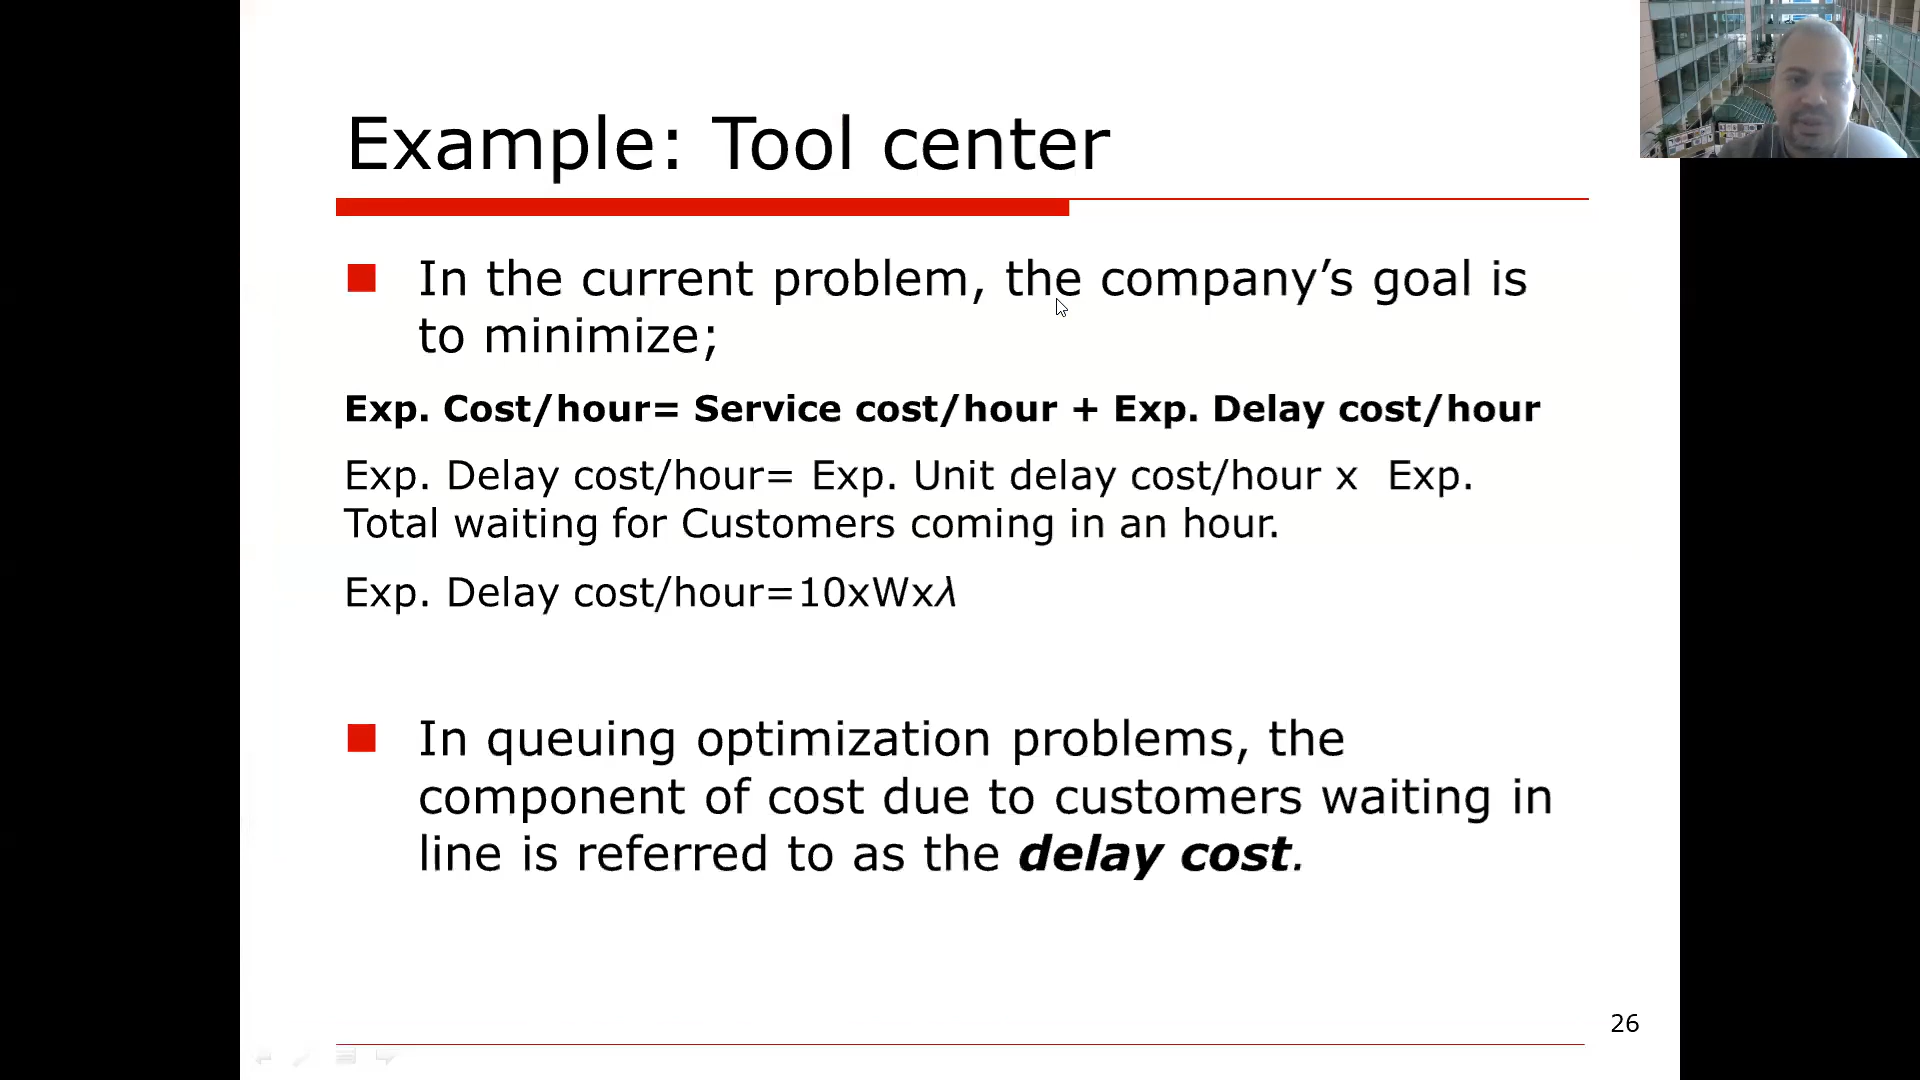 Example: Tool center
In the current problem, the company’s goal is
to minimize;
Exp. Cost/hour= Service cost/hour + Exp. Delay cost/hour
Exp. Delay cost/hour= Exp. Unit delay cost/hour x  Exp.
Total waiting for Customers coming in an hour.
Exp. Delay cost/hour=10xWxλ
In queuing optimization problems, the
component of cost due to customers waiting in
line is referred to as the delay cost.
26